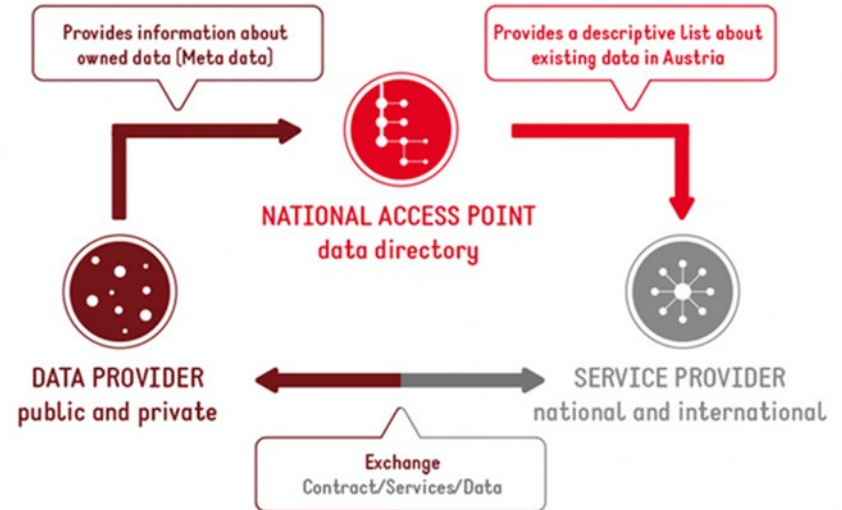 Provides information about
owned data (Meta data)
Provides a descriptive list about
existing data in Austria
NATIONAL ACCESS POINT
data directory
DATA PROVIDER
public and private
SERVICE PROVIDER
national and international
Exchange
Contract/Services/Data